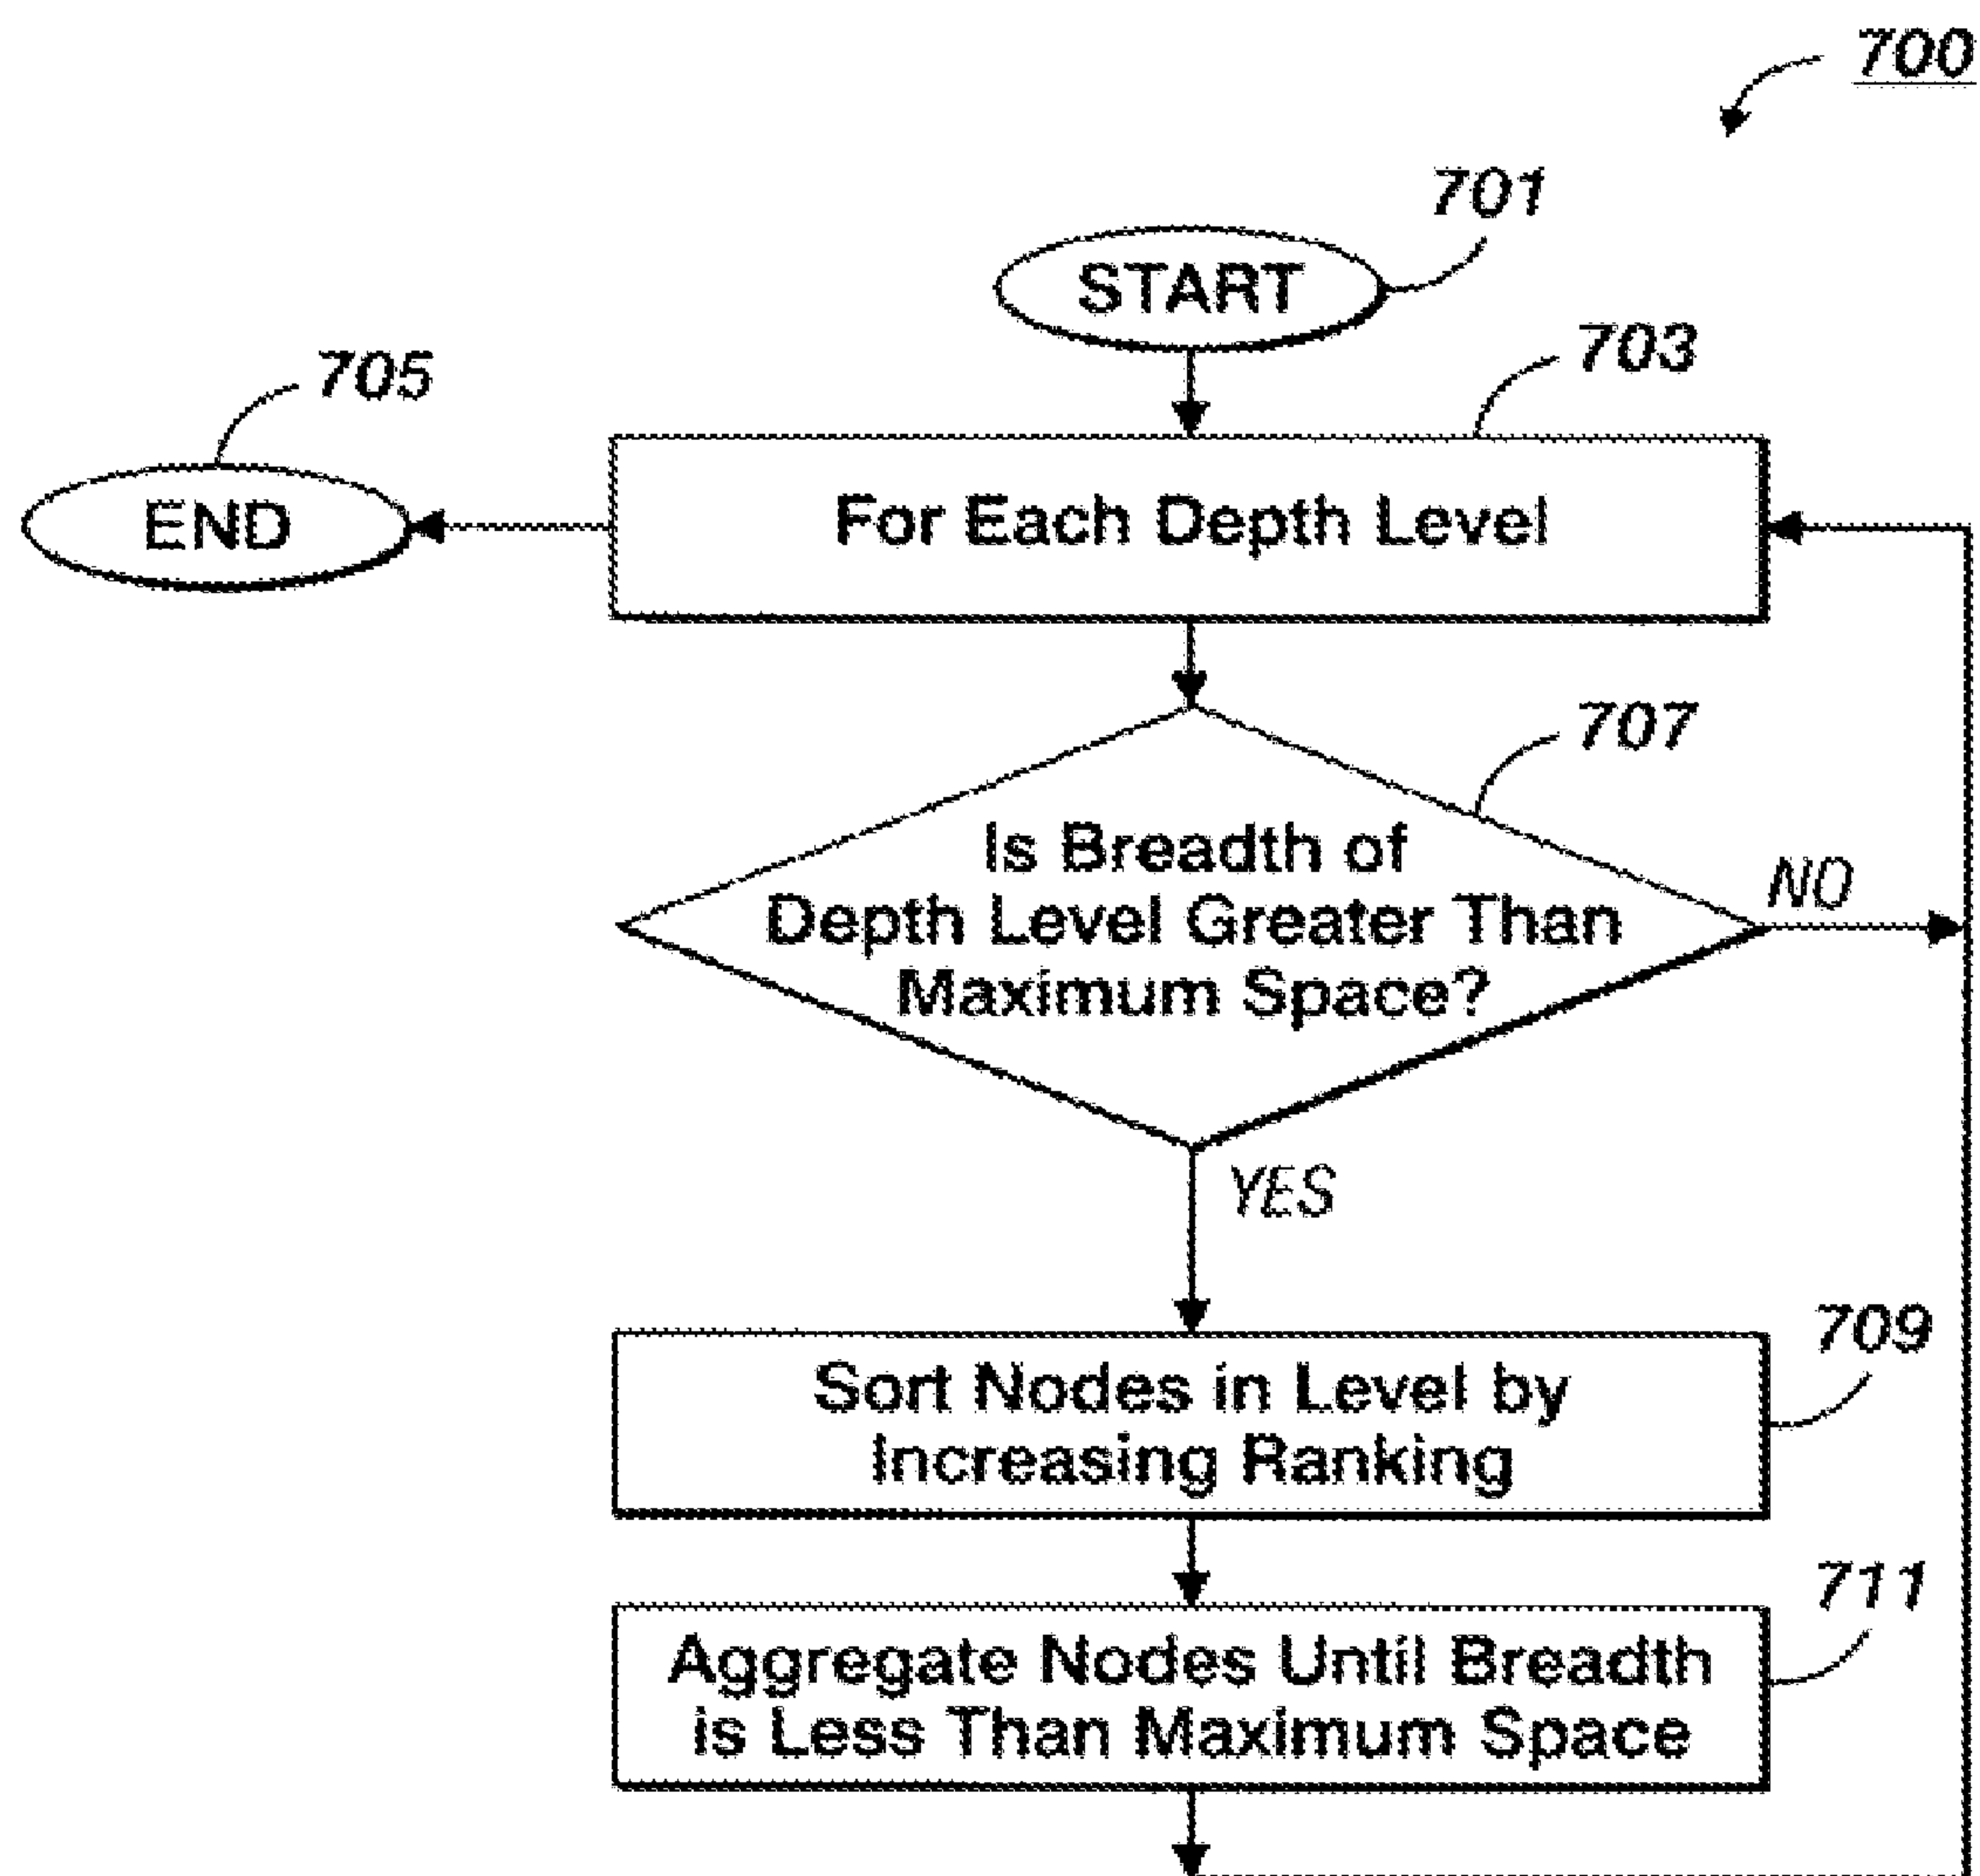 700
701
START
703
705
For Each Depth Level
END
707
Is Breadth of
Depth Level Greater Than
Maximum Space?
NO
YES
709
Sort Nodes in Level by
Increasing Ranking
711
Aggregate Nodes Until Breadth
is Less Than Maximum Space